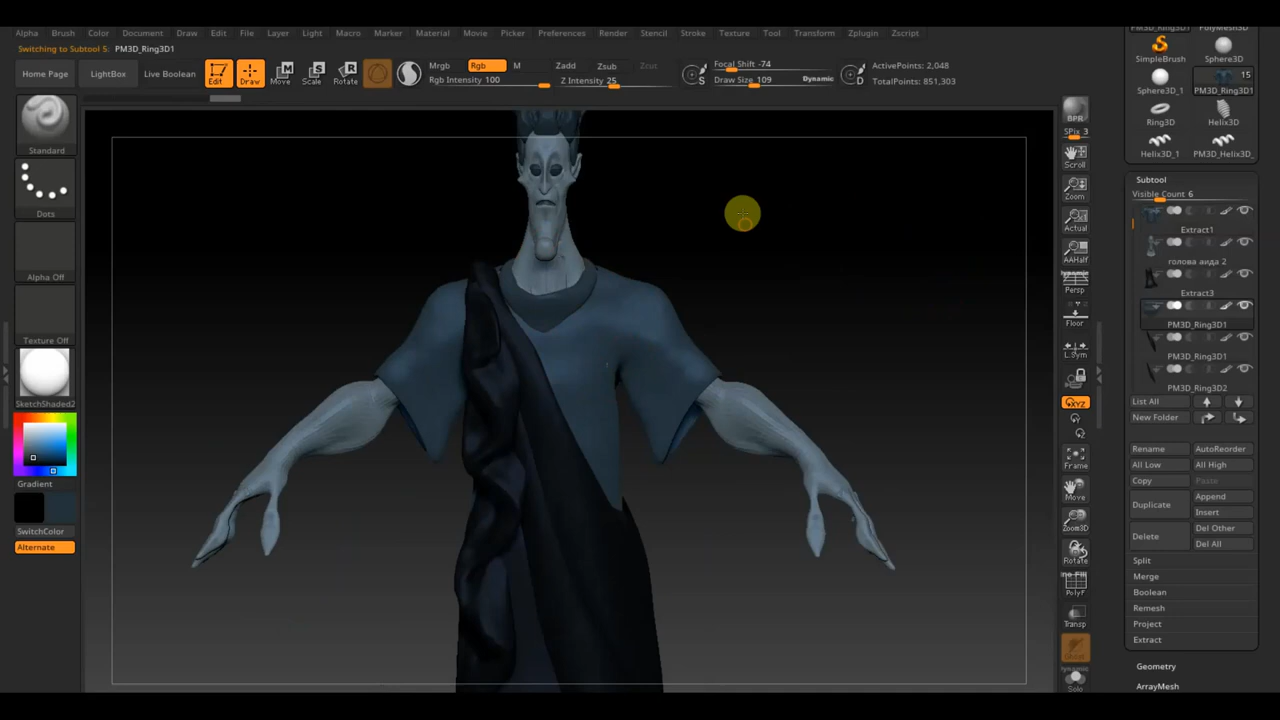 Alpha Brush Color Document Draw Edit File Layer Light Macro Marker Material Movie Picker Preferences Render Stencil Stroke Texture Tool Transform Zplugin Zscript
Switching to Subtool 5: PM3D_Ring3D1
Home Page
LightBox
Live Boolean
Edit
Draw
Move
Scale
Rotate
Mrgb
Rgb
M
Rgb Intensity 100
Zadd
Zsub
Zcut
Z Intensity 25
S
Focal Shift -74
Draw Size 109
Dynamic
D
ActivePoints: 2,048
TotalPoints: 851,303
Standard
Dots
Alpha Off
Texture Off
SketchShaded2
Gradient
SwitchColor
Alternate
BPR
SPix 3
Scroll
Zoom
Actual
AAHalf
Dynamic
Persp
Floor
L.Sym
XYZ
Frame
Move
Zoom3D
Rotate
PolyF
Transp
Dynamic
Solo
PM3D_Ring3D1 PolyMesh3D
SimpleBrush Sphere3D
15
Sphere3D_1 PM3D_Ring3D1
Ring3D Helix3D
Helix3D_1 PM3D_Helix3D_
Subtool
Visible Count 6
Extract1
голова аида 2
Extract3
PM3D_Ring3D1
PM3D_Ring3D1
PM3D_Ring3D2
List All
New Folder
Rename AutoReorder
All Low All High
Copy Paste
Duplicate Append
Insert
Delete Del Other
Del All
Split
Merge
Boolean
Remesh
Project
Extract
Geometry
ArrayMesh